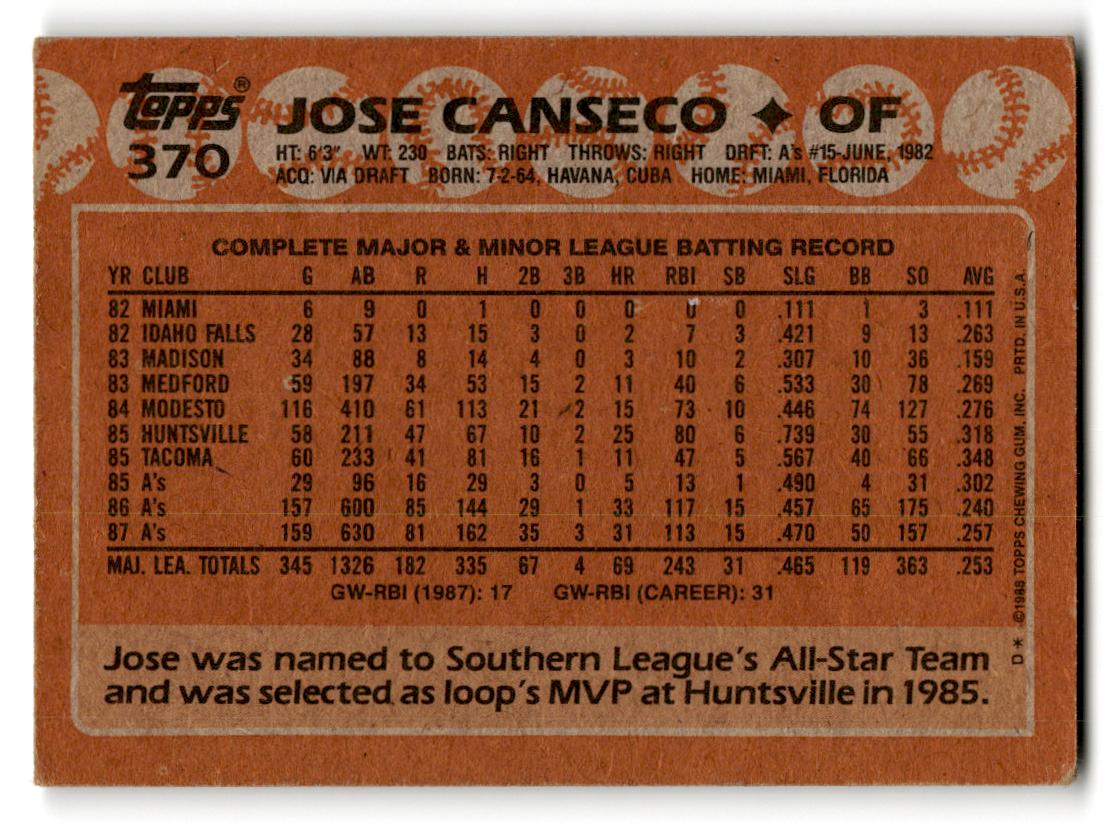 topps®
370
JOSE CANSECO ✦ OF
HT: 6'3" WT: 230 BATS: RIGHT THROWS: RIGHT DRFT: A's #15-JUNE, 1982
ACQ: VIA DRAFT BORN: 7-2-64, HAVANA, CUBA HOME: MIAMI, FLORIDA
COMPLETE MAJOR & MINOR LEAGUE BATTING RECORD
YR CLUB G AB R H 2B 3B HR RBI SB SLG BB SO AVG
82 MIAMI 6 9 0 1 0 0 0 0 0 .111 1 3 .111
82 IDAHO FALLS 28 57 13 15 3 0 2 7 3 .421 9 13 .263
83 MADISON 34 88 8 14 4 0 3 10 2 .307 10 36 .159
83 MEDFORD 59 197 34 53 15 2 11 40 6 .533 30 78 .269
84 MODESTO 116 410 61 113 21 2 15 73 10 .446 74 127 .276
85 HUNTSVILLE 58 211 47 67 10 2 25 80 6 .739 30 55 .318
85 TACOMA 60 233 41 81 16 1 11 47 5 .567 40 66 .348
85 A's 29 96 16 29 3 0 5 13 1 .490 4 31 .302
86 A's 157 600 85 144 29 1 33 117 15 .457 65 175 .240
87 A's 159 630 81 162 35 3 31 113 15 .470 50 157 .257
MAJ. LEA. TOTALS 345 1326 182 335 67 4 69 243 31 .465 119 363 .253
GW-RBI (1987): 17 GW-RBI (CAREER): 31
Jose was named to Southern League's All-Star Team
and was selected as loop's MVP at Huntsville in 1985.
D* ©1988 TOPPS CHEWING GUM, INC. PRTD. IN U.S.A.